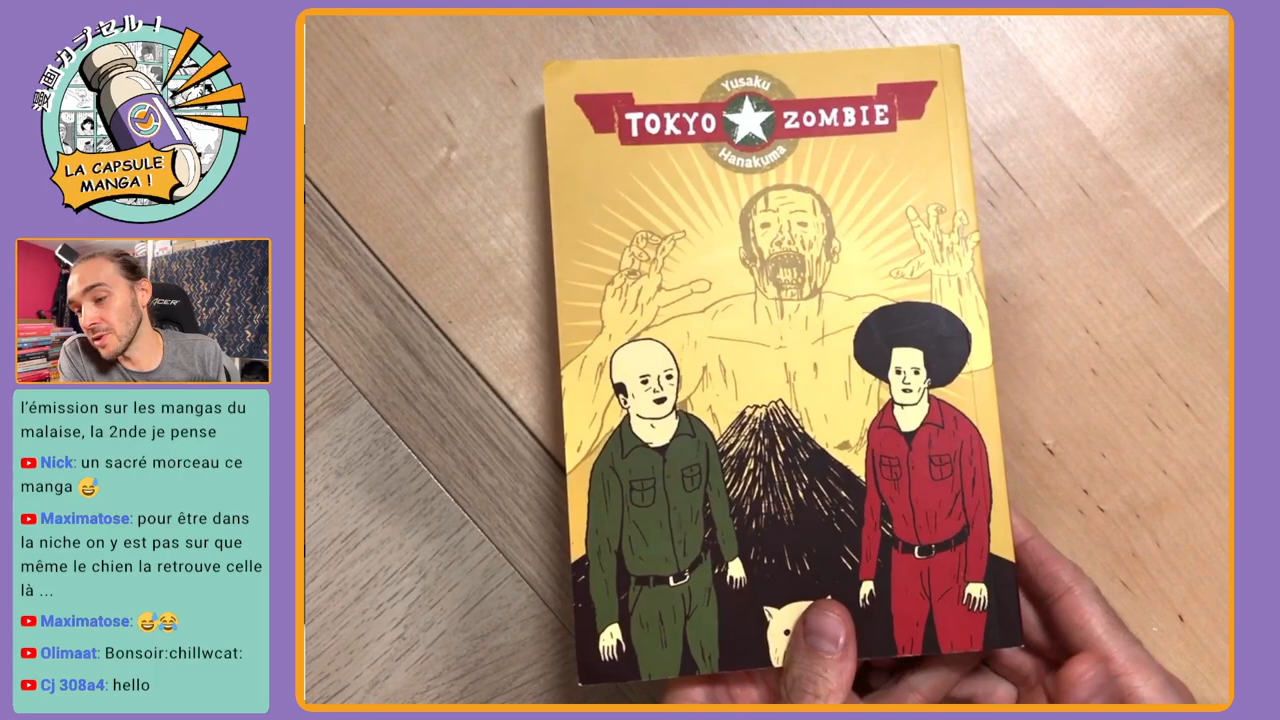 漫画カプセル！
LA CAPSULE
MANGA !
Yusaku
TOKYO ZOMBIE
Hanakuma
ACER
l'émission sur les mangas du
malaise, la 2nde je pense
Nick: un sacré morceau ce
manga 😅
Maximatose: pour être dans
la niche on y est pas sur que
même le chien la retrouve celle
là ...
Maximatose: 😅😂
Olimaat: Bonsoir:chillwcat:
Cj 308a4: hello